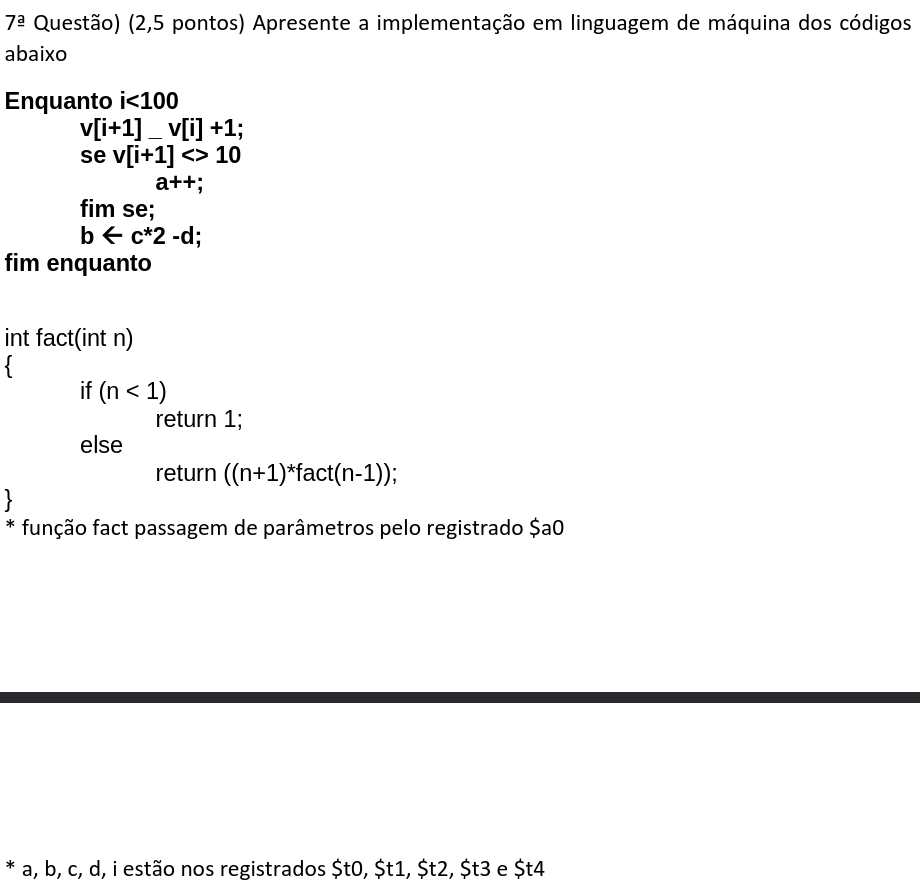 7ª Questão) (2,5 pontos) Apresente a implementação em linguagem de máquina dos códigos
abaixo
Enquanto i<100
v[i+1] _ v[i] +1;
se v[i+1] <> 10
a++;
fim se;
b ← c*2 -d;
fim enquanto
int fact(int n)
{
if (n < 1)
return 1;
else
return ((n+1)*fact(n-1));
}
* função fact passagem de parâmetros pelo registrado $a0
* a, b, c, d, i estão nos registrados $t0, $t1, $t2, $t3 e $t4